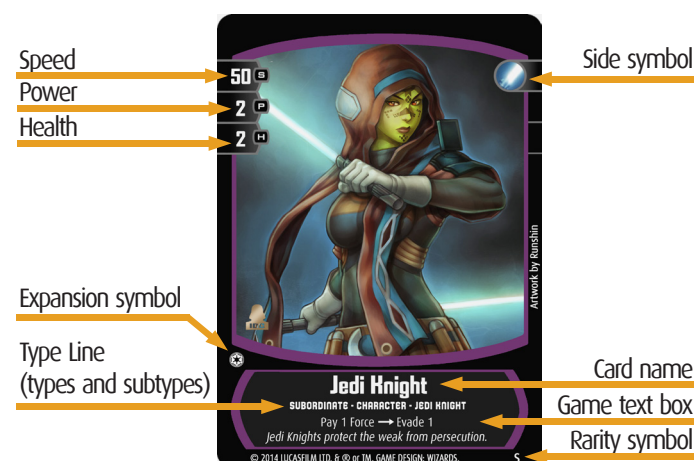 Speed
Power
Health
Expansion symbol
Type Line
(types and subtypes)
50 S
2 P
2 H
Artwork by Runshin
Jedi Knight
SUBORDINATE - CHARACTER - JEDI KNIGHT
Pay 1 Force → Evade 1
Jedi Knights protect the weak from persecution.
© 2014 LUCASFILM LTD. & ® or TM. GAME DESIGN: WIZARDS.
S
Side symbol
Card name
Game text box
Rarity symbol